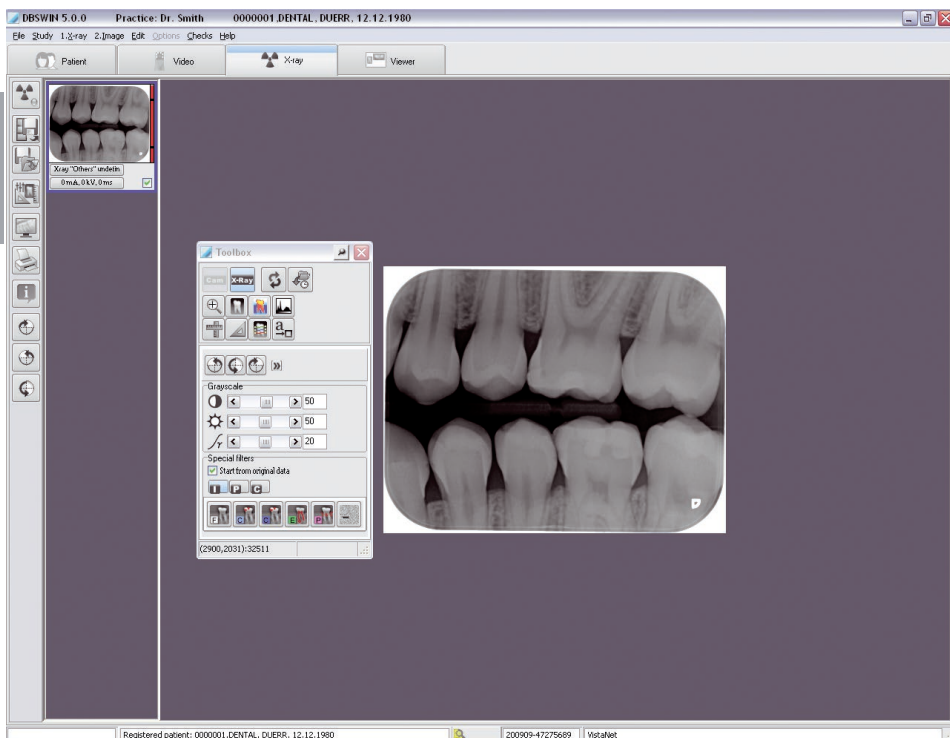 DBSWIN 5.0.0 Practice: Dr. Smith 0000001,DENTAL, DUERR, 12.12.1980
File Study 1.X-ray 2.Image Edit Options Checks Help
Patient Video X-ray Viewer
Xray "Others" undefin
0 mA, 0 kV, 0 ms
Toolbox
Cam X-Ray
a
[»]
Grayscale
50
50
γ 20
Special filters
Start from original data
I P C
F C C E P
(2900,2031):32511
D
Registered patient: 0000001,DENTAL, DUERR, 12.12.1980 200909-47275689 VistaNet